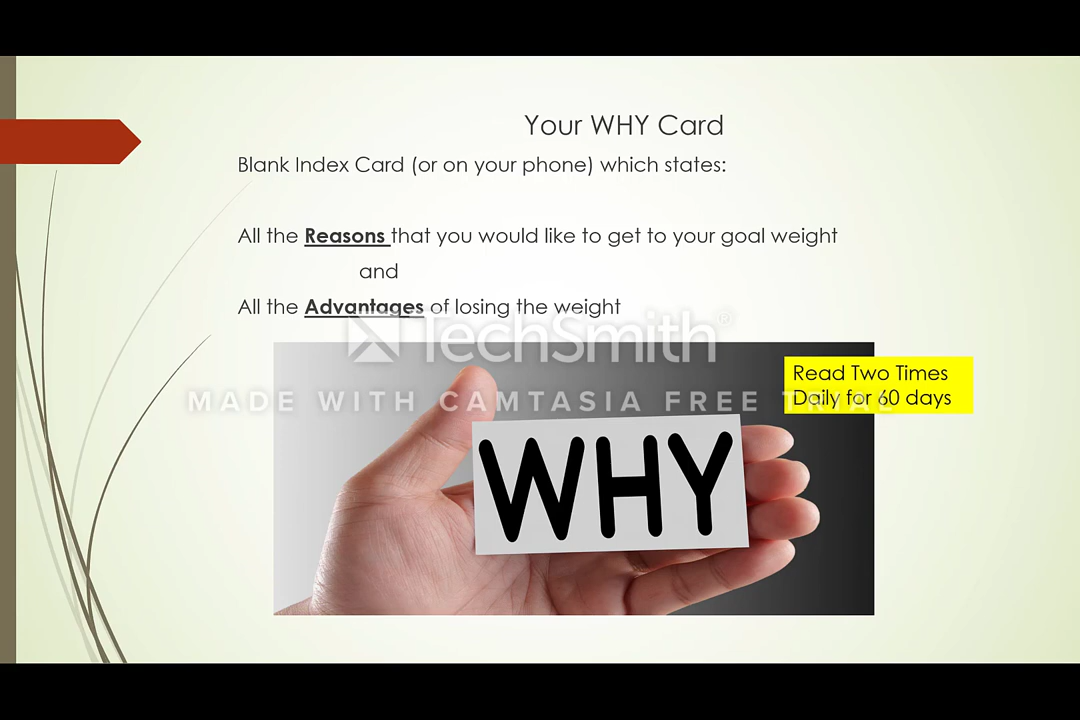 Your WHY Card
Blank Index Card (or on your phone) which states:
All the Reasons that you would like to get to your goal weight
and
All the Advantages of losing the weight
TechSmith®
Read Two Times
Daily for 60 days
MADE WITH CAMTASIA FREE TRIAL
WHY